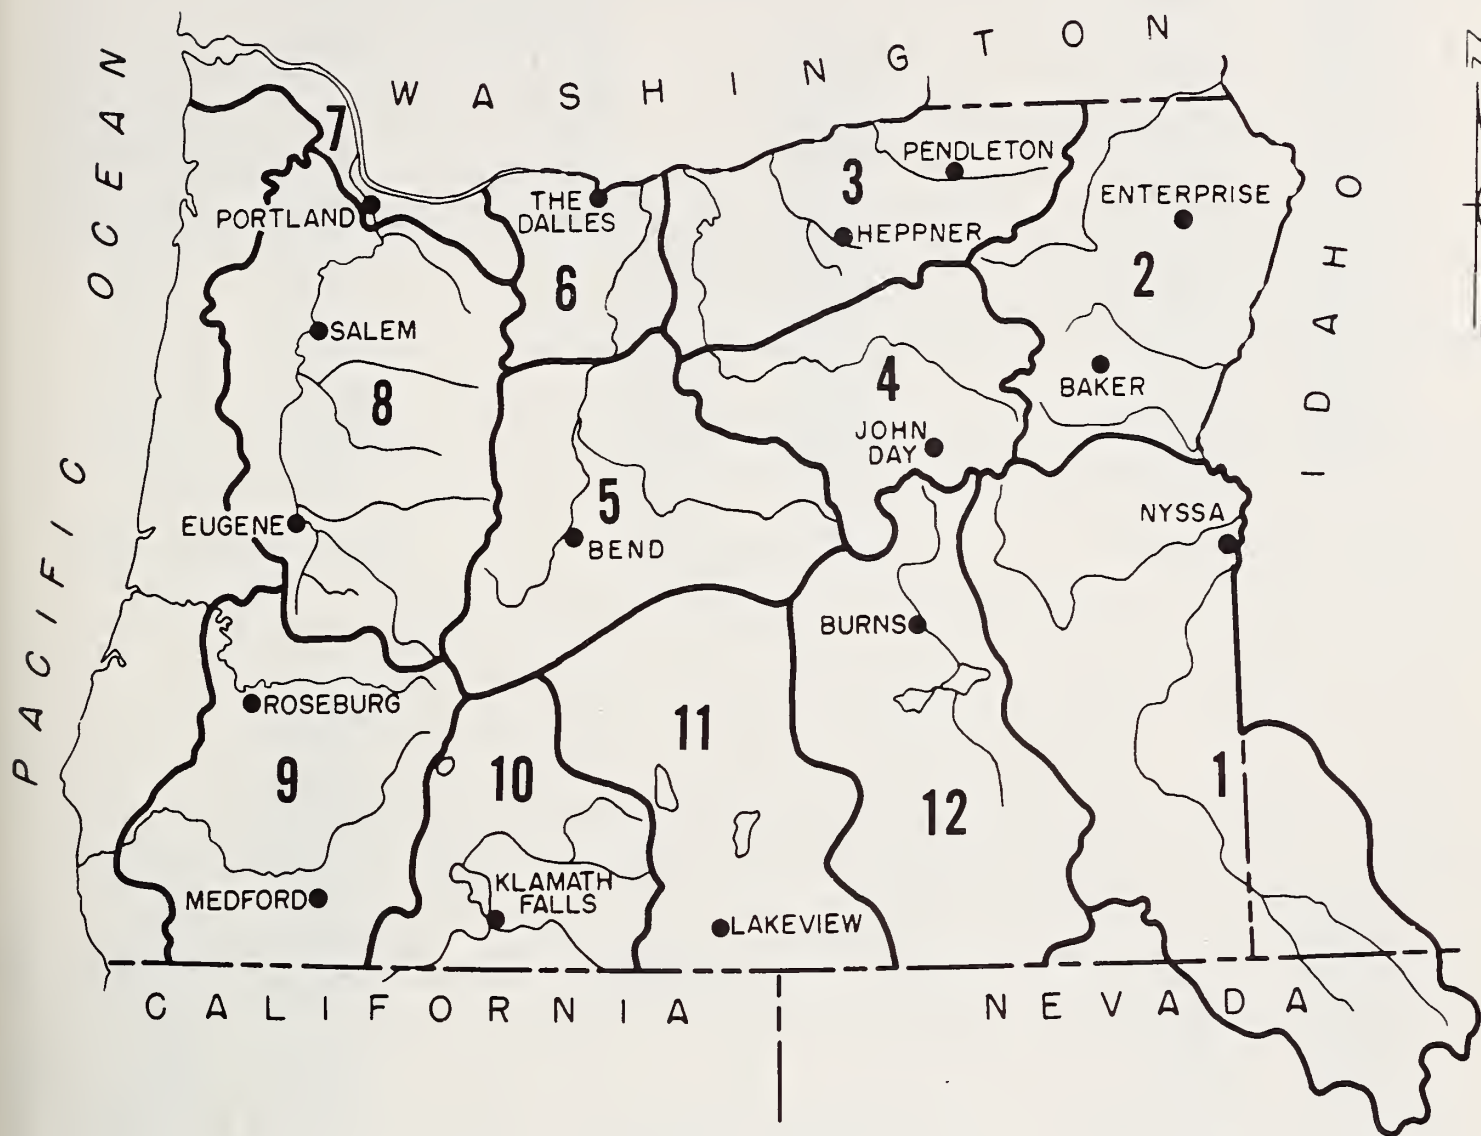 WASHINGTON
PACIFIC OCEAN
IDAHO
7
PORTLAND
THE
DALLES
6
3
PENDLETON
HEPPNER
ENTERPRISE
2
BAKER
SALEM
8
4
JOHN
DAY
EUGENE
5
BEND
NYSSA
BURNS
ROSEBURG
9
10
11
12
1
MEDFORD
KLAMATH
FALLS
LAKEVIEW
CALIFORNIA
NEVADA